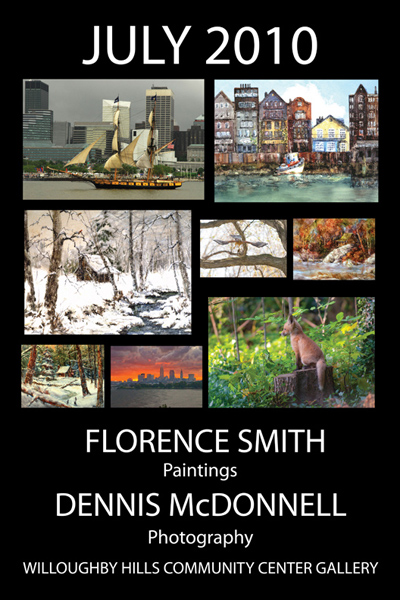 JULY 2010
FLORENCE SMITH
Paintings
DENNIS McDONNELL
Photography
WILLOUGHBY HILLS COMMUNITY CENTER GALLERY